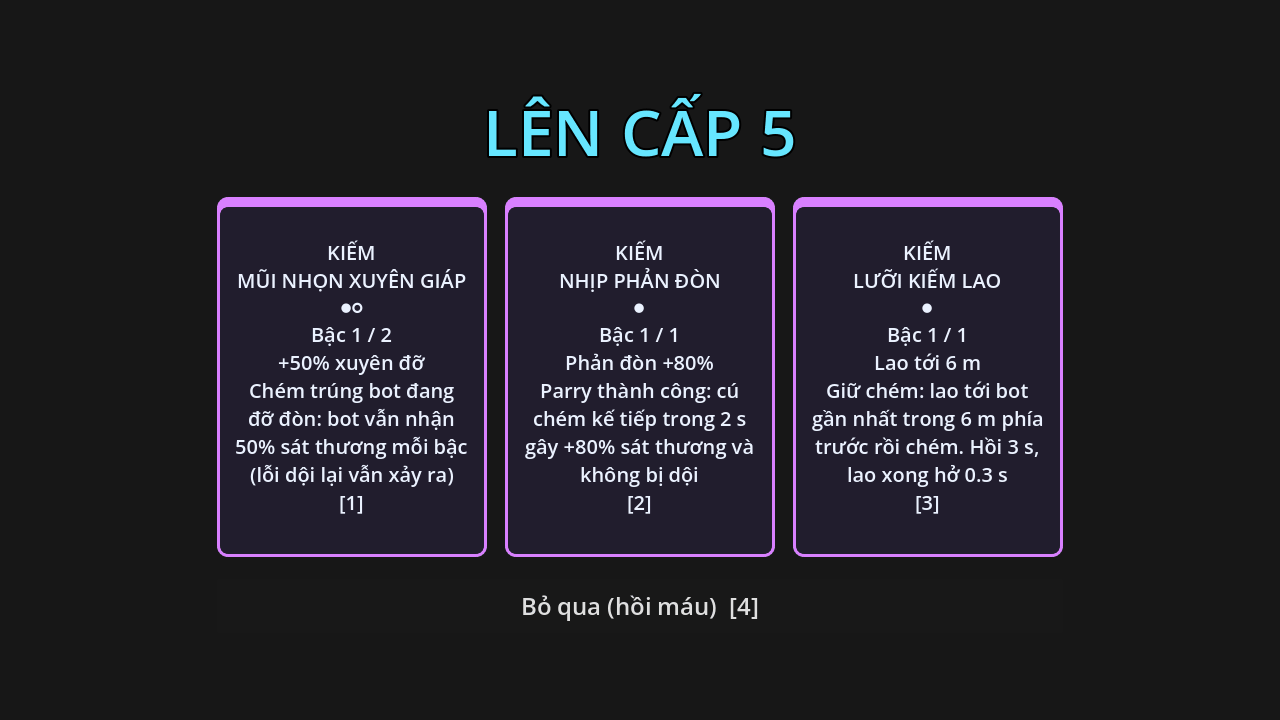 LÊN CẤP 5
KIẾM
MŨI NHỌN XUYÊN GIÁP
●○
Bậc 1 / 2
+50% xuyên đỡ
Chém trúng bot đang
đỡ đòn: bot vẫn nhận
50% sát thương mỗi bậc
(lỗi dội lại vẫn xảy ra)
[1]
KIẾM
NHỊP PHẢN ĐÒN
●
Bậc 1 / 1
Phản đòn +80%
Parry thành công: cú
chém kế tiếp trong 2 s
gây +80% sát thương và
không bị dội
[2]
KIẾM
LƯỠI KIẾM LAO
●
Bậc 1 / 1
Lao tới 6 m
Giữ chém: lao tới bot
gần nhất trong 6 m phía
trước rồi chém. Hồi 3 s,
lao xong hở 0.3 s
[3]
Bỏ qua (hồi máu)  [4]